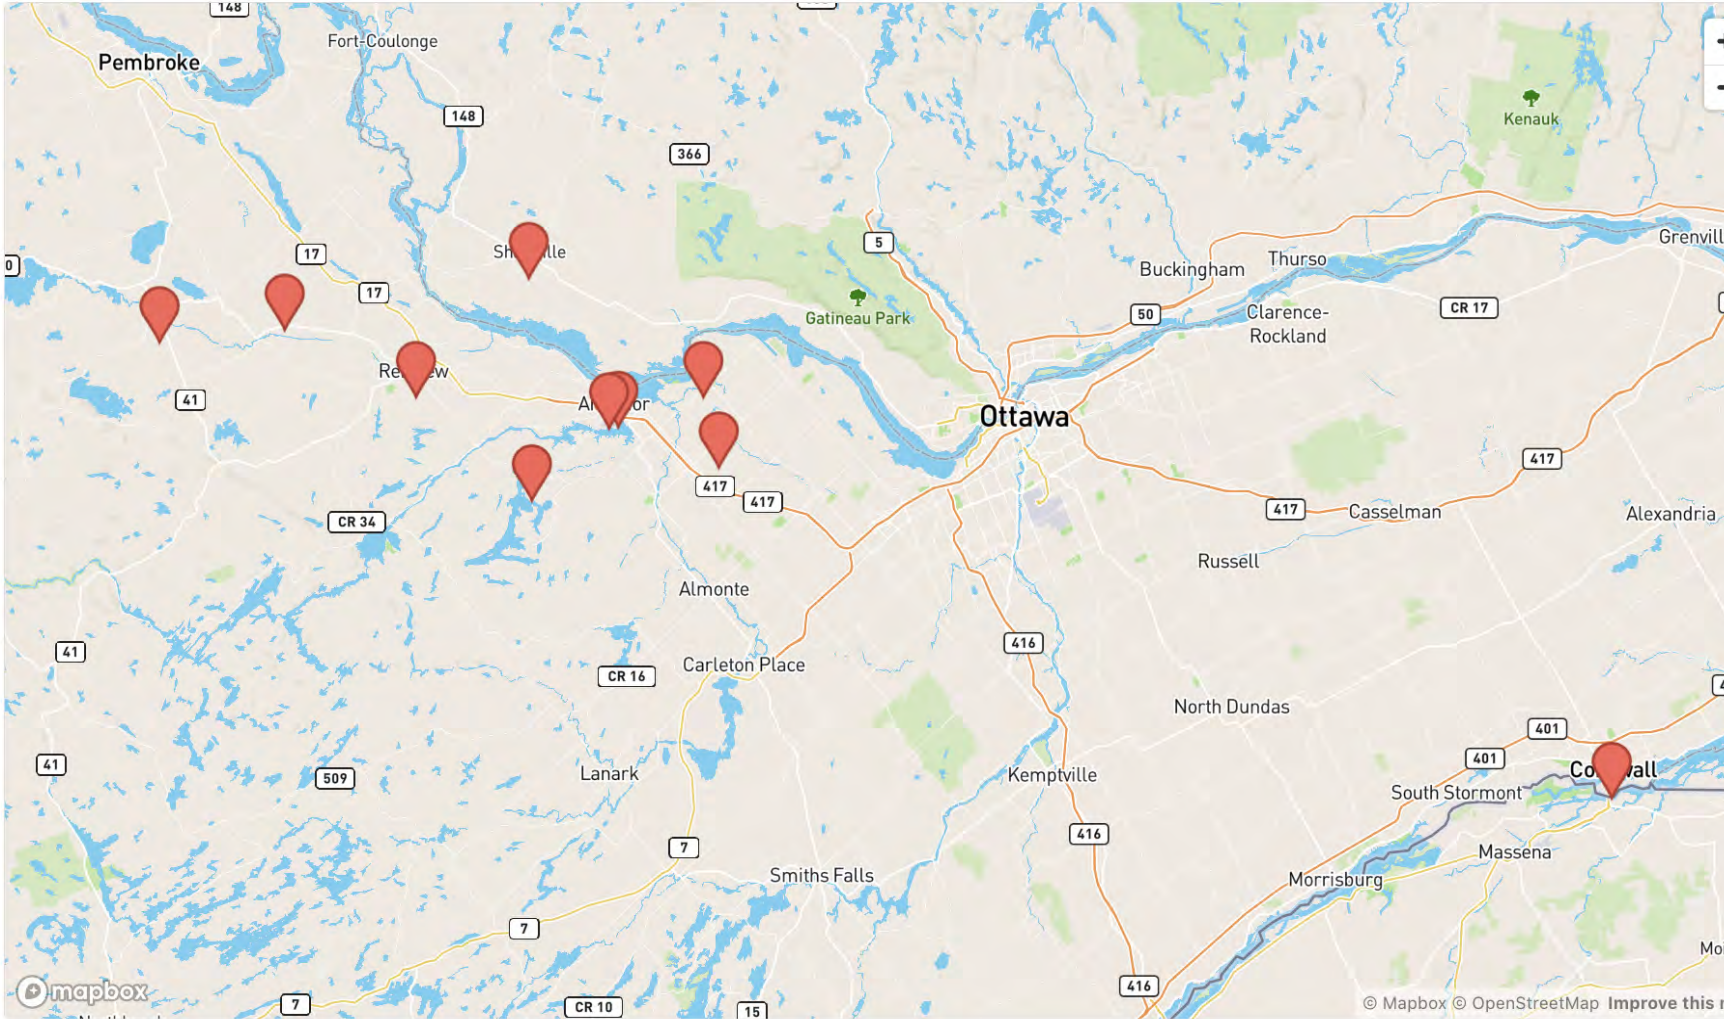 148
Fort-Coulonge
Pembroke
148
366
Kenauk
5
Grenvill
17
Buckingham
Thurso
0
17
50
Clarence-
Rockland
CR 17
Gatineau Park
41
Ottawa
417
417
417
417
Casselman
Alexandria
CR 34
Russell
Almonte
416
41
Carleton Place
CR 16
North Dundas
401
401
41
509
Lanark
Kemptville
South Stormont
416
7
Massena
Smiths Falls
Morrisburg
7
416
7
CR 10
15
mapbox
© Mapbox © OpenStreetMap Improve this